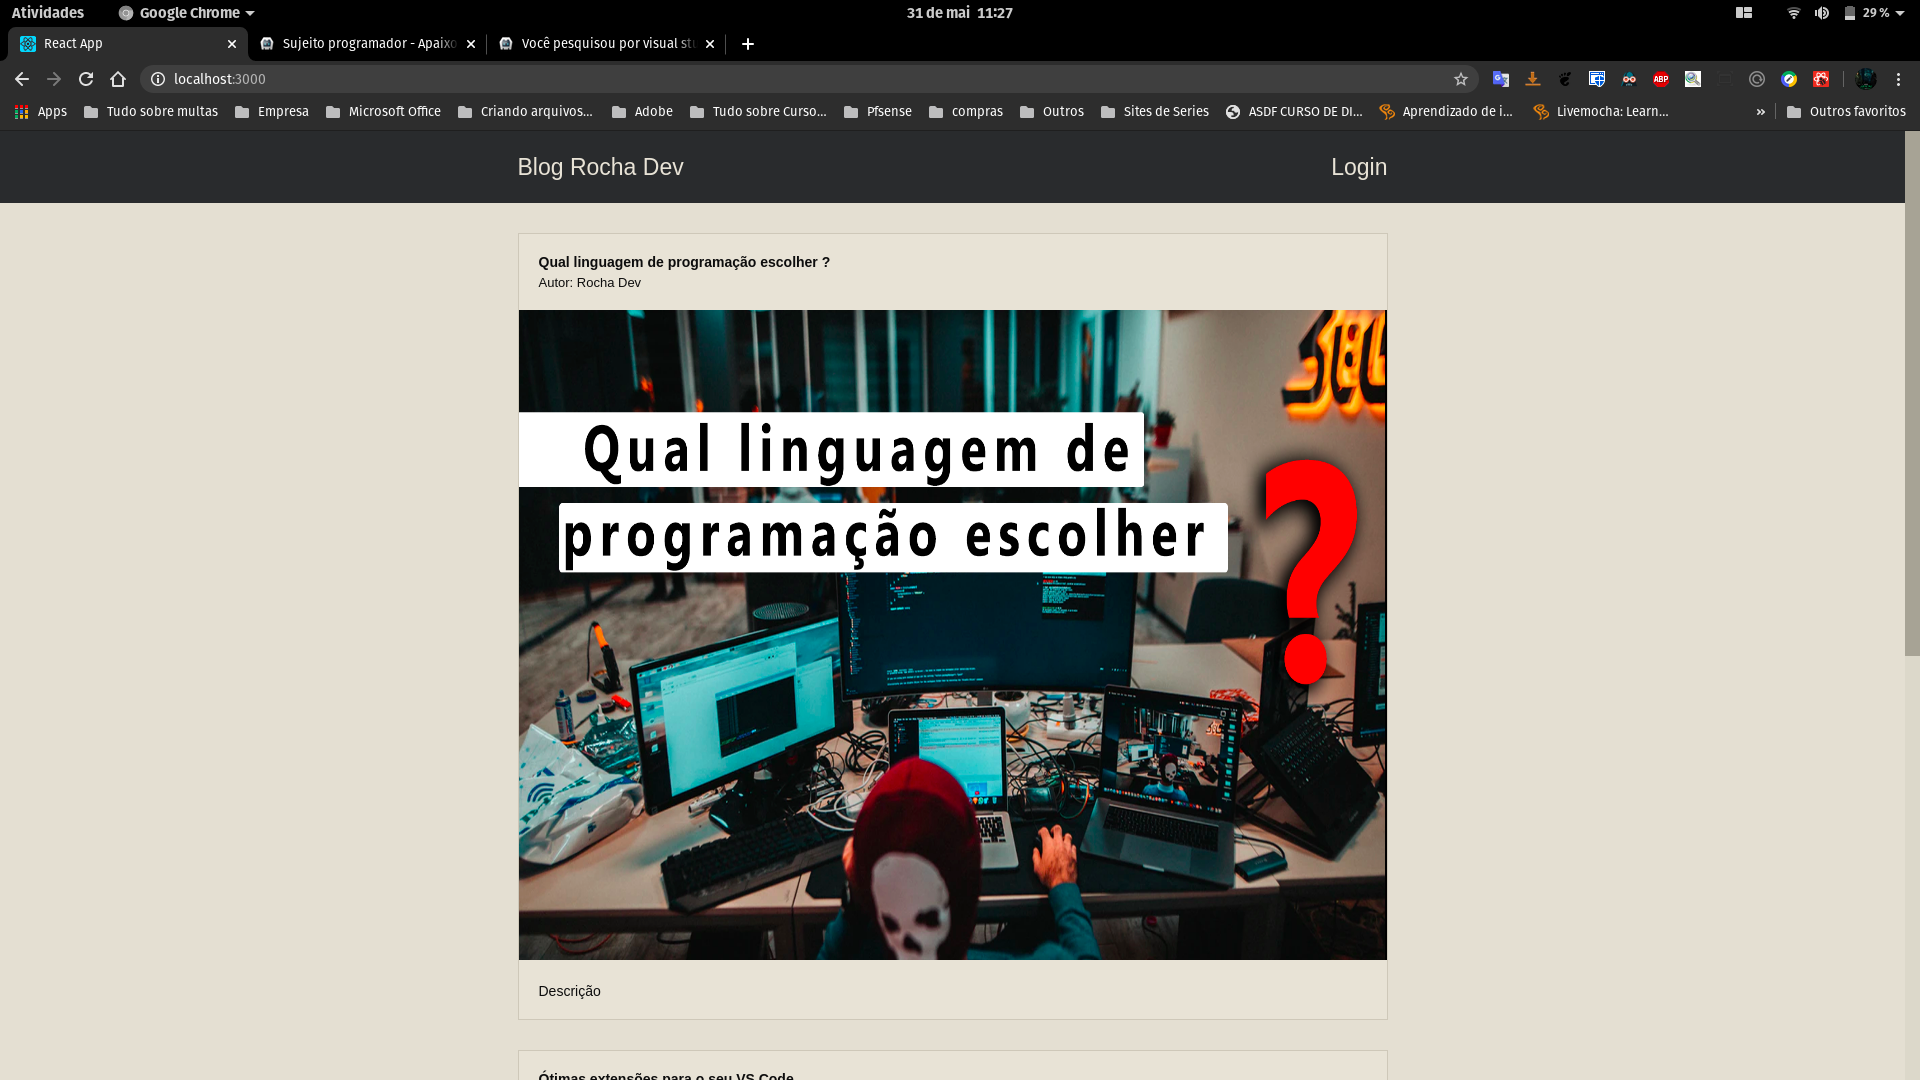 Atividades
Google Chrome
31 de mai 11:27
29 %
React App
Sujeito programador - Apaixo
Você pesquisou por visual stu
localhost:3000
ABP
Apps
Tudo sobre multas
Empresa
Microsoft Office
Criando arquivos...
Adobe
Tudo sobre Curso...
Pfsense
compras
Outros
Sites de Series
ASDF CURSO DE DI...
Aprendizado de i...
Livemocha: Learn...
»
Outros favoritos
Blog Rocha Dev
Login
Qual linguagem de programação escolher ?
Autor: Rocha Dev
Qual linguagem de
programação escolher
?
Descrição
Ótimas extensões para o seu VS Code